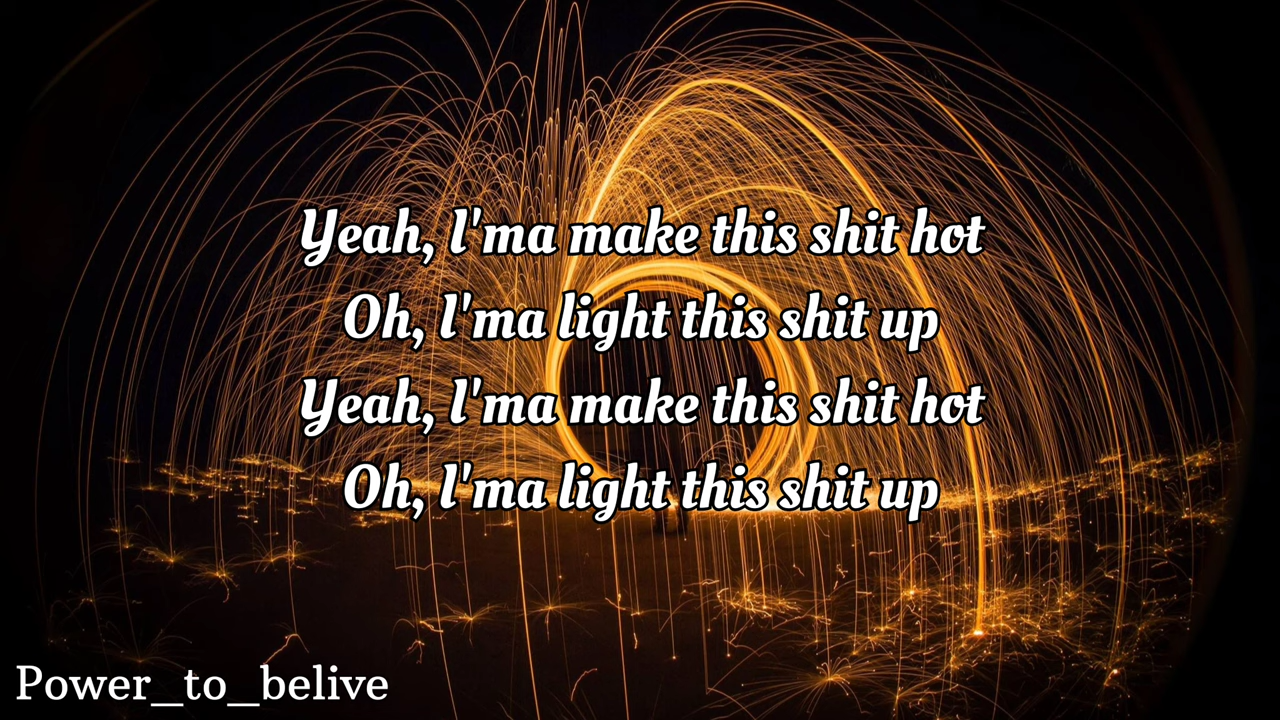 Yeah, I'ma make this shit hot
Oh, I'ma light this shit up
Yeah, I'ma make this shit hot
Oh, I'ma light this shit up
Power_to_belive